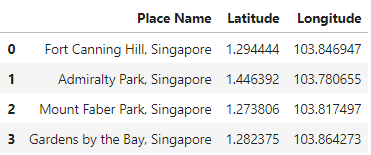 Place Name Latitude Longitude
0 Fort Canning Hill, Singapore 1.294444 103.846947
1 Admiralty Park, Singapore 1.446392 103.780655
2 Mount Faber Park, Singapore 1.273806 103.817497
3 Gardens by the Bay, Singapore 1.282375 103.864273